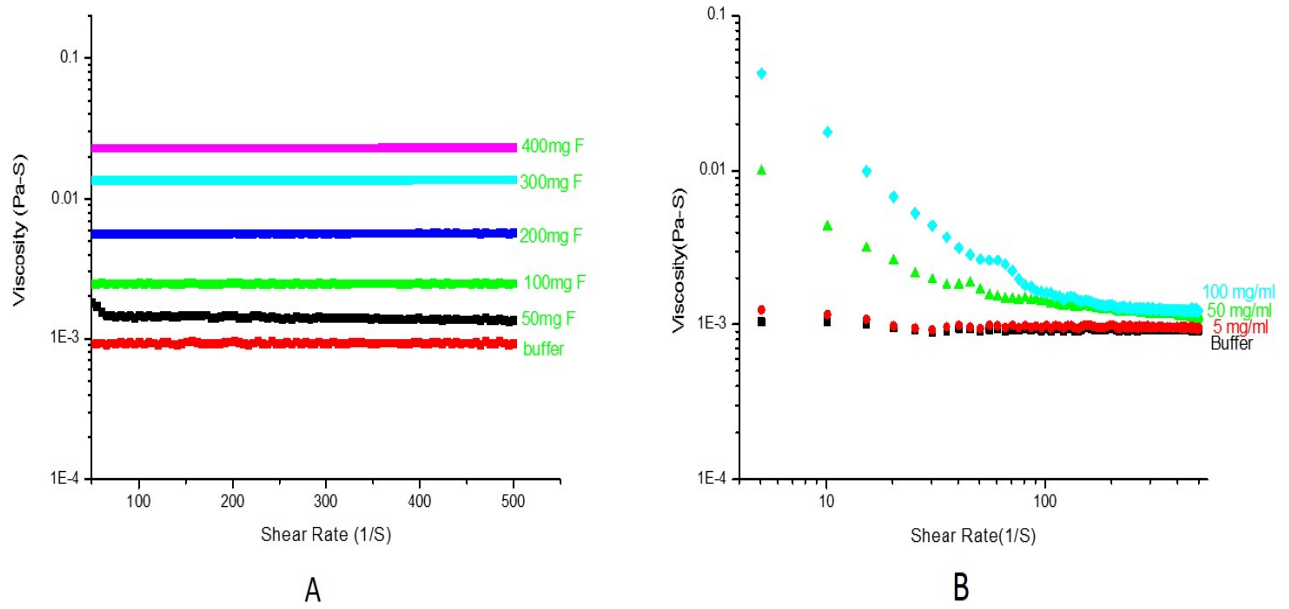 0.1
0.01
1E-3
1E-4
Viscosity (Pa-S)
400mg F
300mg F
200mg F
100mg F
50mg F
buffer
100
200
300
400
500
Shear Rate (1/S)
A
0.1
0.01
1E-3
1E-4
Viscosity(Pa-S)
100 mg/ml
50 mg/ml
5 mg/ml
Buffer
10
100
Shear Rate(1/S)
B